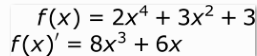 f(x) = 2x⁴ + 3x² + 3
f(x)′ = 8x³ + 6x